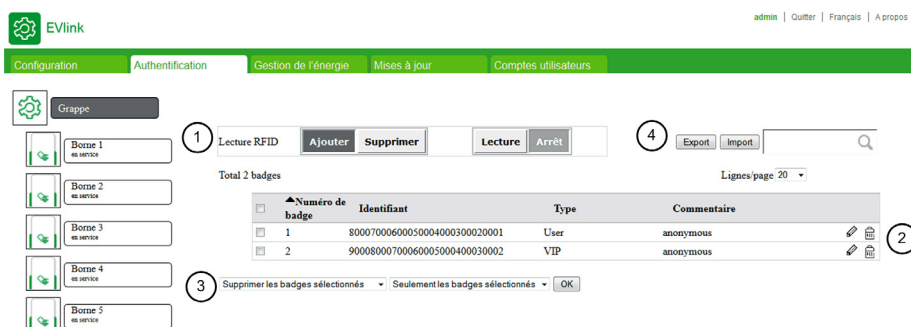 EVlink
admin | Quitter | Français | A propos
Configuration Authentification Gestion de l'énergie Mises à jour Comptes utilisateurs
Grappe
Borne 1
en service
Borne 2
en service
Borne 3
en service
Borne 4
en service
Borne 5
en service
1 Lecture RFID Ajouter Supprimer Lecture Arrêt 4 Export Import
Total 2 badges Lignes/page 20
Numéro de badge Identifiant Type Commentaire
1 80007000600050004000300020001 User anonymous
2 90008000700060005000400030002 VIP anonymous
2
3 Supprimer les badges sélectionnés Seulement les badges sélectionnés OK